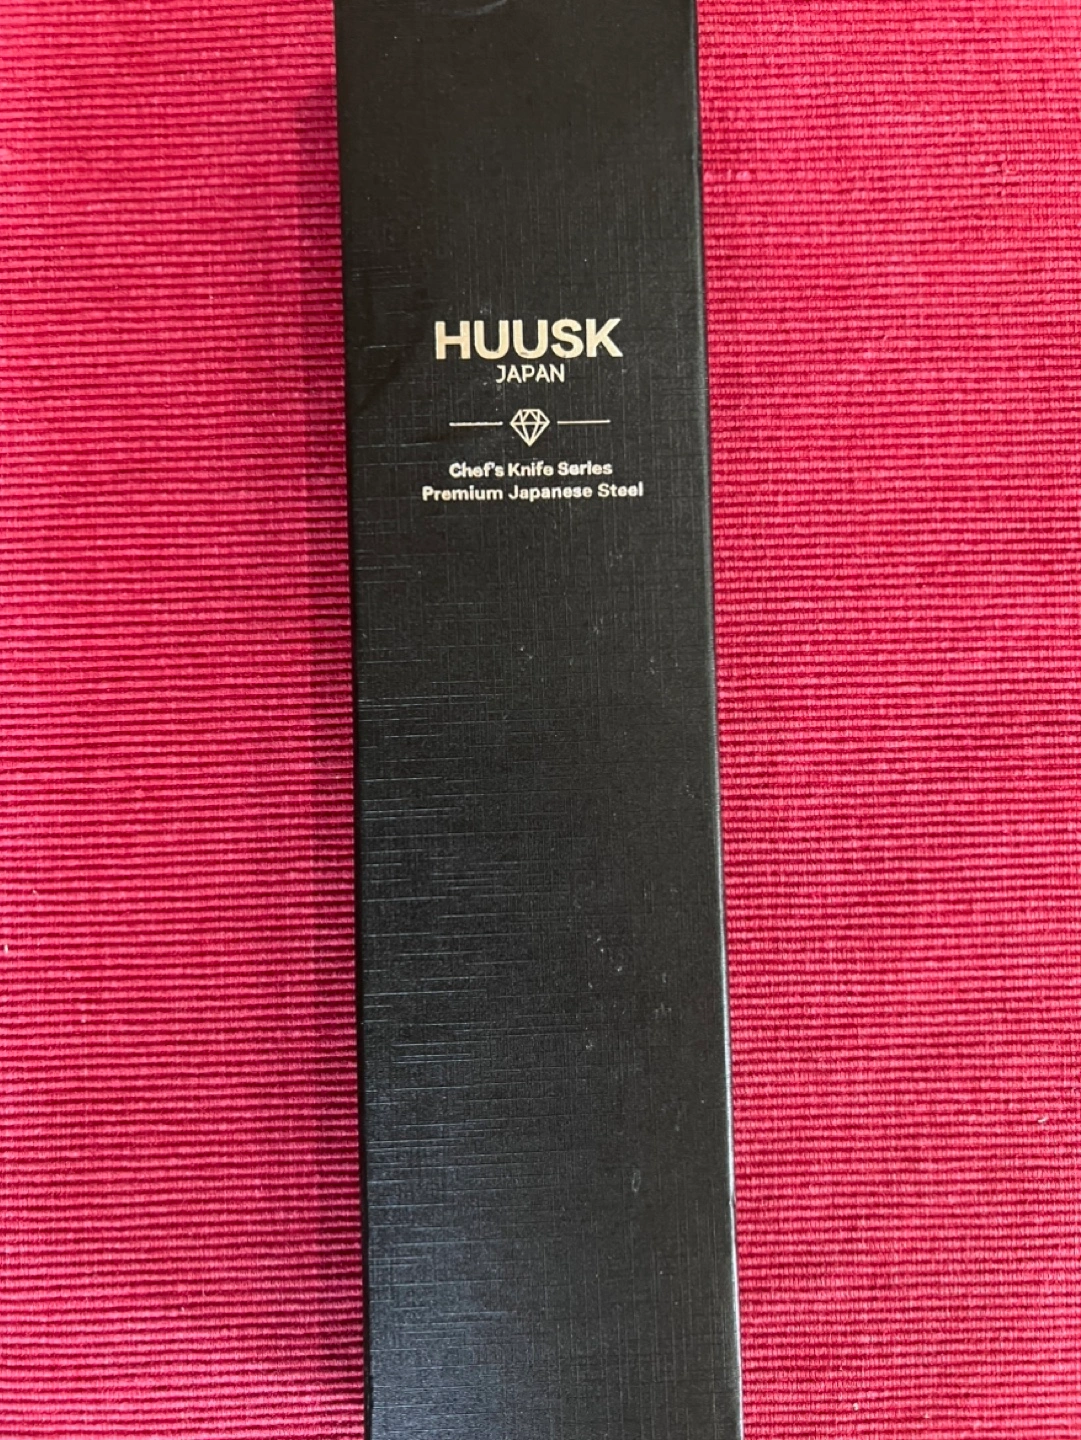 HUUSK
JAPAN
Chef's Knife Series
Premium Japanese Steel